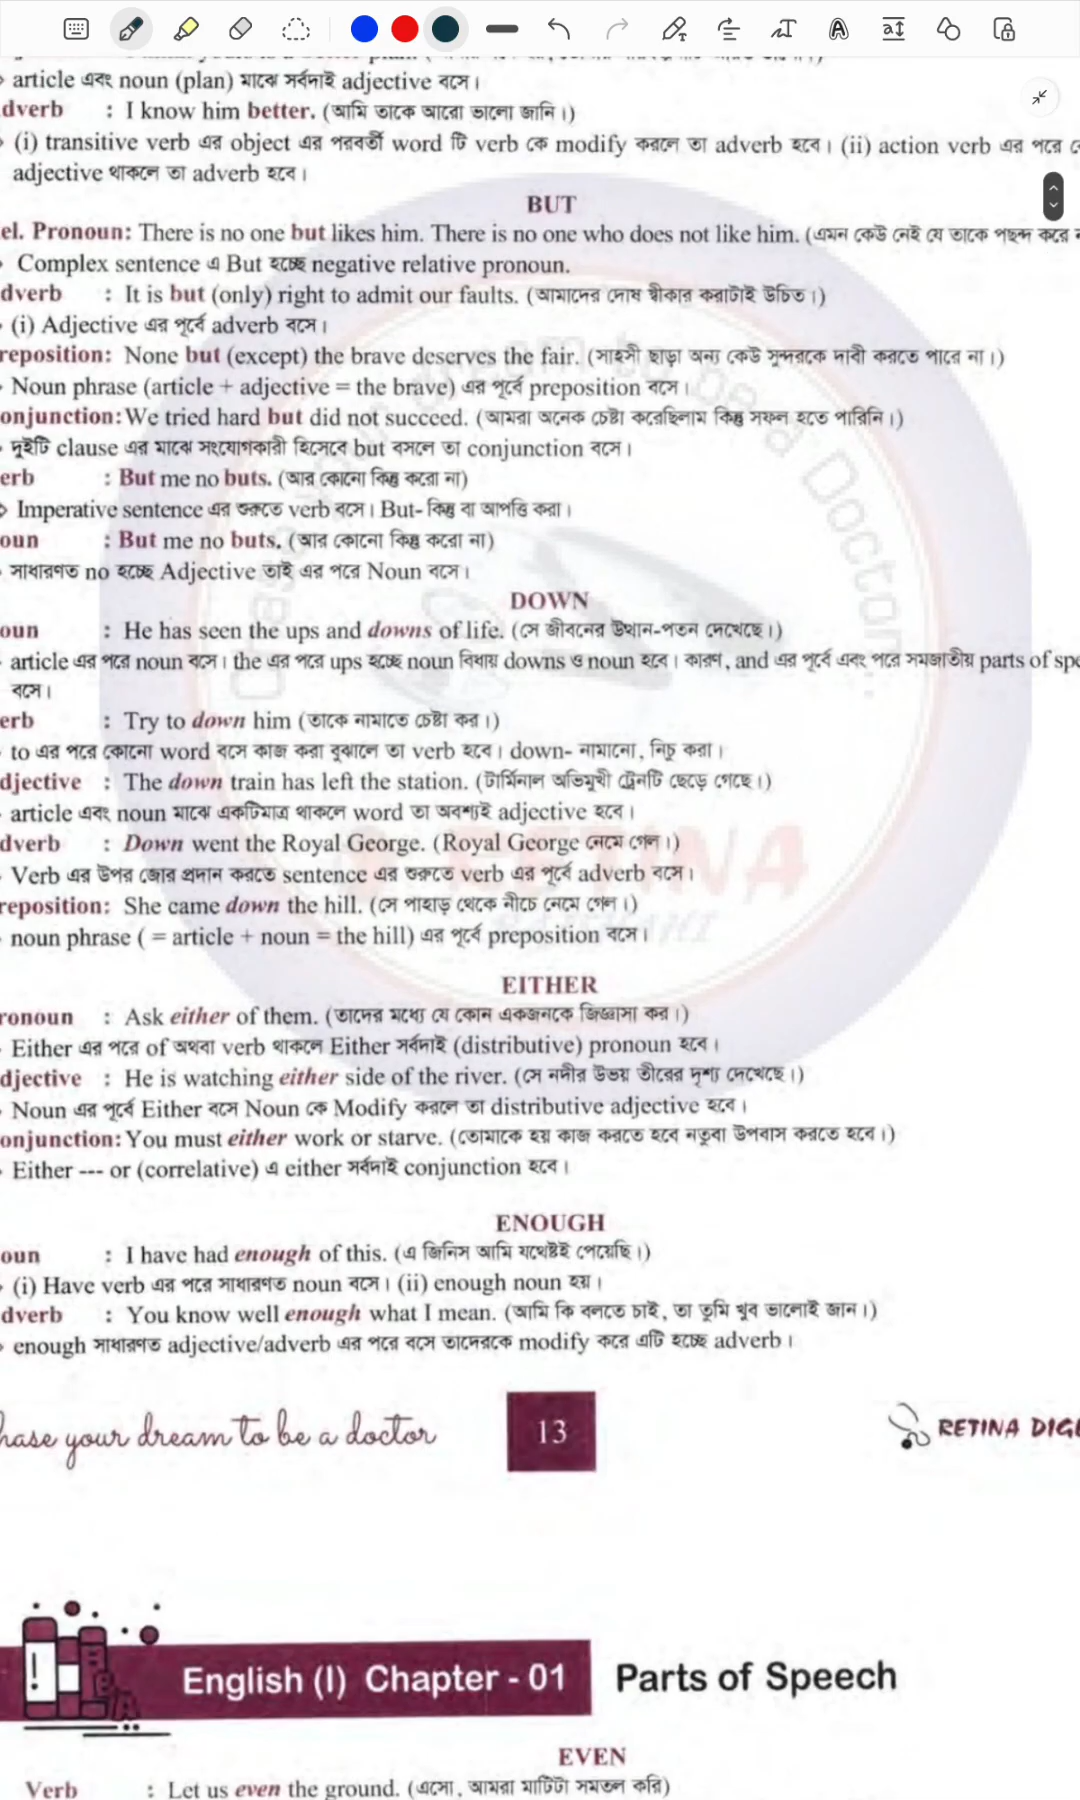 article এবং noun (plan) মাঝে সর্বদাই adjective বসে।
dverb : I know him better. (আমি তাকে আরো ভালো জানি।)
(i) transitive verb এর object এর পরবর্তী word টি verb কে modify করলে তা adverb হবে। (ii) action verb এর পরে
adjective থাকলে তা adverb হবে।
BUT
el. Pronoun: There is no one but likes him. There is no one who does not like him. (এমন কেউ নেই যে তাকে পছন্দ করে
Complex sentence এ But হচ্ছে negative relative pronoun.
dverb : It is but (only) right to admit our faults. (আমাদের দোষ স্বীকার করাটাই উচিত।)
(i) Adjective এর পূর্বে adverb বসে।
reposition: None but (except) the brave deserves the fair. (সাহসী ছাড়া অন্য কেউ সুন্দরকে দাবী করতে পারে না।)
Noun phrase (article + adjective = the brave) এর পূর্বে preposition বসে।
onjunction: We tried hard but did not succeed. (আমরা অনেক চেষ্টা করেছিলাম কিন্তু সফল হতে পারিনি।)
দুইটি clause এর মাঝে সংযোগকারী হিসেবে but বসলে তা conjunction বসে।
erb : But me no buts. (আর কোনো কিন্তু করো না)
Imperative sentence এর শুরুতে verb বসে। But- কিন্তু বা আপত্তি করা।
oun : But me no buts. (আর কোনো কিন্তু করো না)
সাধারণত no হচ্ছে Adjective তাই এর পরে Noun বসে।
DOWN
oun : He has seen the ups and downs of life. (সে জীবনের উত্থান-পতন দেখেছে।)
article এর পরে noun বসে। the এর পরে ups হচ্ছে noun বিধায় downs ও noun হবে। কারণ, and এর পূর্বে এবং পরে সমজাতীয় parts of spe
বসে।
erb : Try to down him (তাকে নামাতে চেষ্টা কর।)
to এর পরে কোনো word বসে কাজ করা বুঝালে তা verb হবে। down- নামানো, নিচু করা।
djective : The down train has left the station. (টার্মিনাল অভিমুখী ট্রেনটি ছেড়ে গেছে।)
article এবং noun মাঝে একটিমাত্র থাকলে word তা অবশ্যই adjective হবে।
dverb : Down went the Royal George. (Royal George নেমে গেল।)
Verb এর উপর জোর প্রদান করতে sentence এর শুরুতে verb এর পূর্বে adverb বসে।
reposition: She came down the hill. (সে পাহাড় থেকে নীচে নেমে গেল।)
noun phrase ( = article + noun = the hill) এর পূর্বে preposition বসে।
EITHER
ronoun : Ask either of them. (তাদের মধ্যে যে কোন একজনকে জিজ্ঞাসা কর।)
Either এর পরে of অথবা verb থাকলে Either সর্বদাই (distributive) pronoun হবে।
djective : He is watching either side of the river. (সে নদীর উভয় তীরের দৃশ্য দেখেছে।)
Noun এর পূর্বে Either বসে Noun কে Modify করলে তা distributive adjective হবে।
onjunction: You must either work or starve. (তোমাকে হয় কাজ করতে হবে নতুবা উপবাস করতে হবে।)
Either --- or (correlative) এ either সর্বদাই conjunction হবে।
ENOUGH
oun : I have had enough of this. (এ জিনিস আমি যথেষ্টই পেয়েছি।)
(i) Have verb এর পরে সাধারণত noun বসে। (ii) enough noun হয়।
dverb : You know well enough what I mean. (আমি কি বলতে চাই, তা তুমি খুব ভালোই জান।)
enough সাধারণত adjective/adverb এর পরে বসে তাদেরকে modify করে এটি হচ্ছে adverb।
hase your dream to be a doctor 13 RETINA DIGE
English (I) Chapter - 01 Parts of Speech
EVEN
Verb : Let us even the ground. (এসো, আমরা মাটিটা সমতল করি)